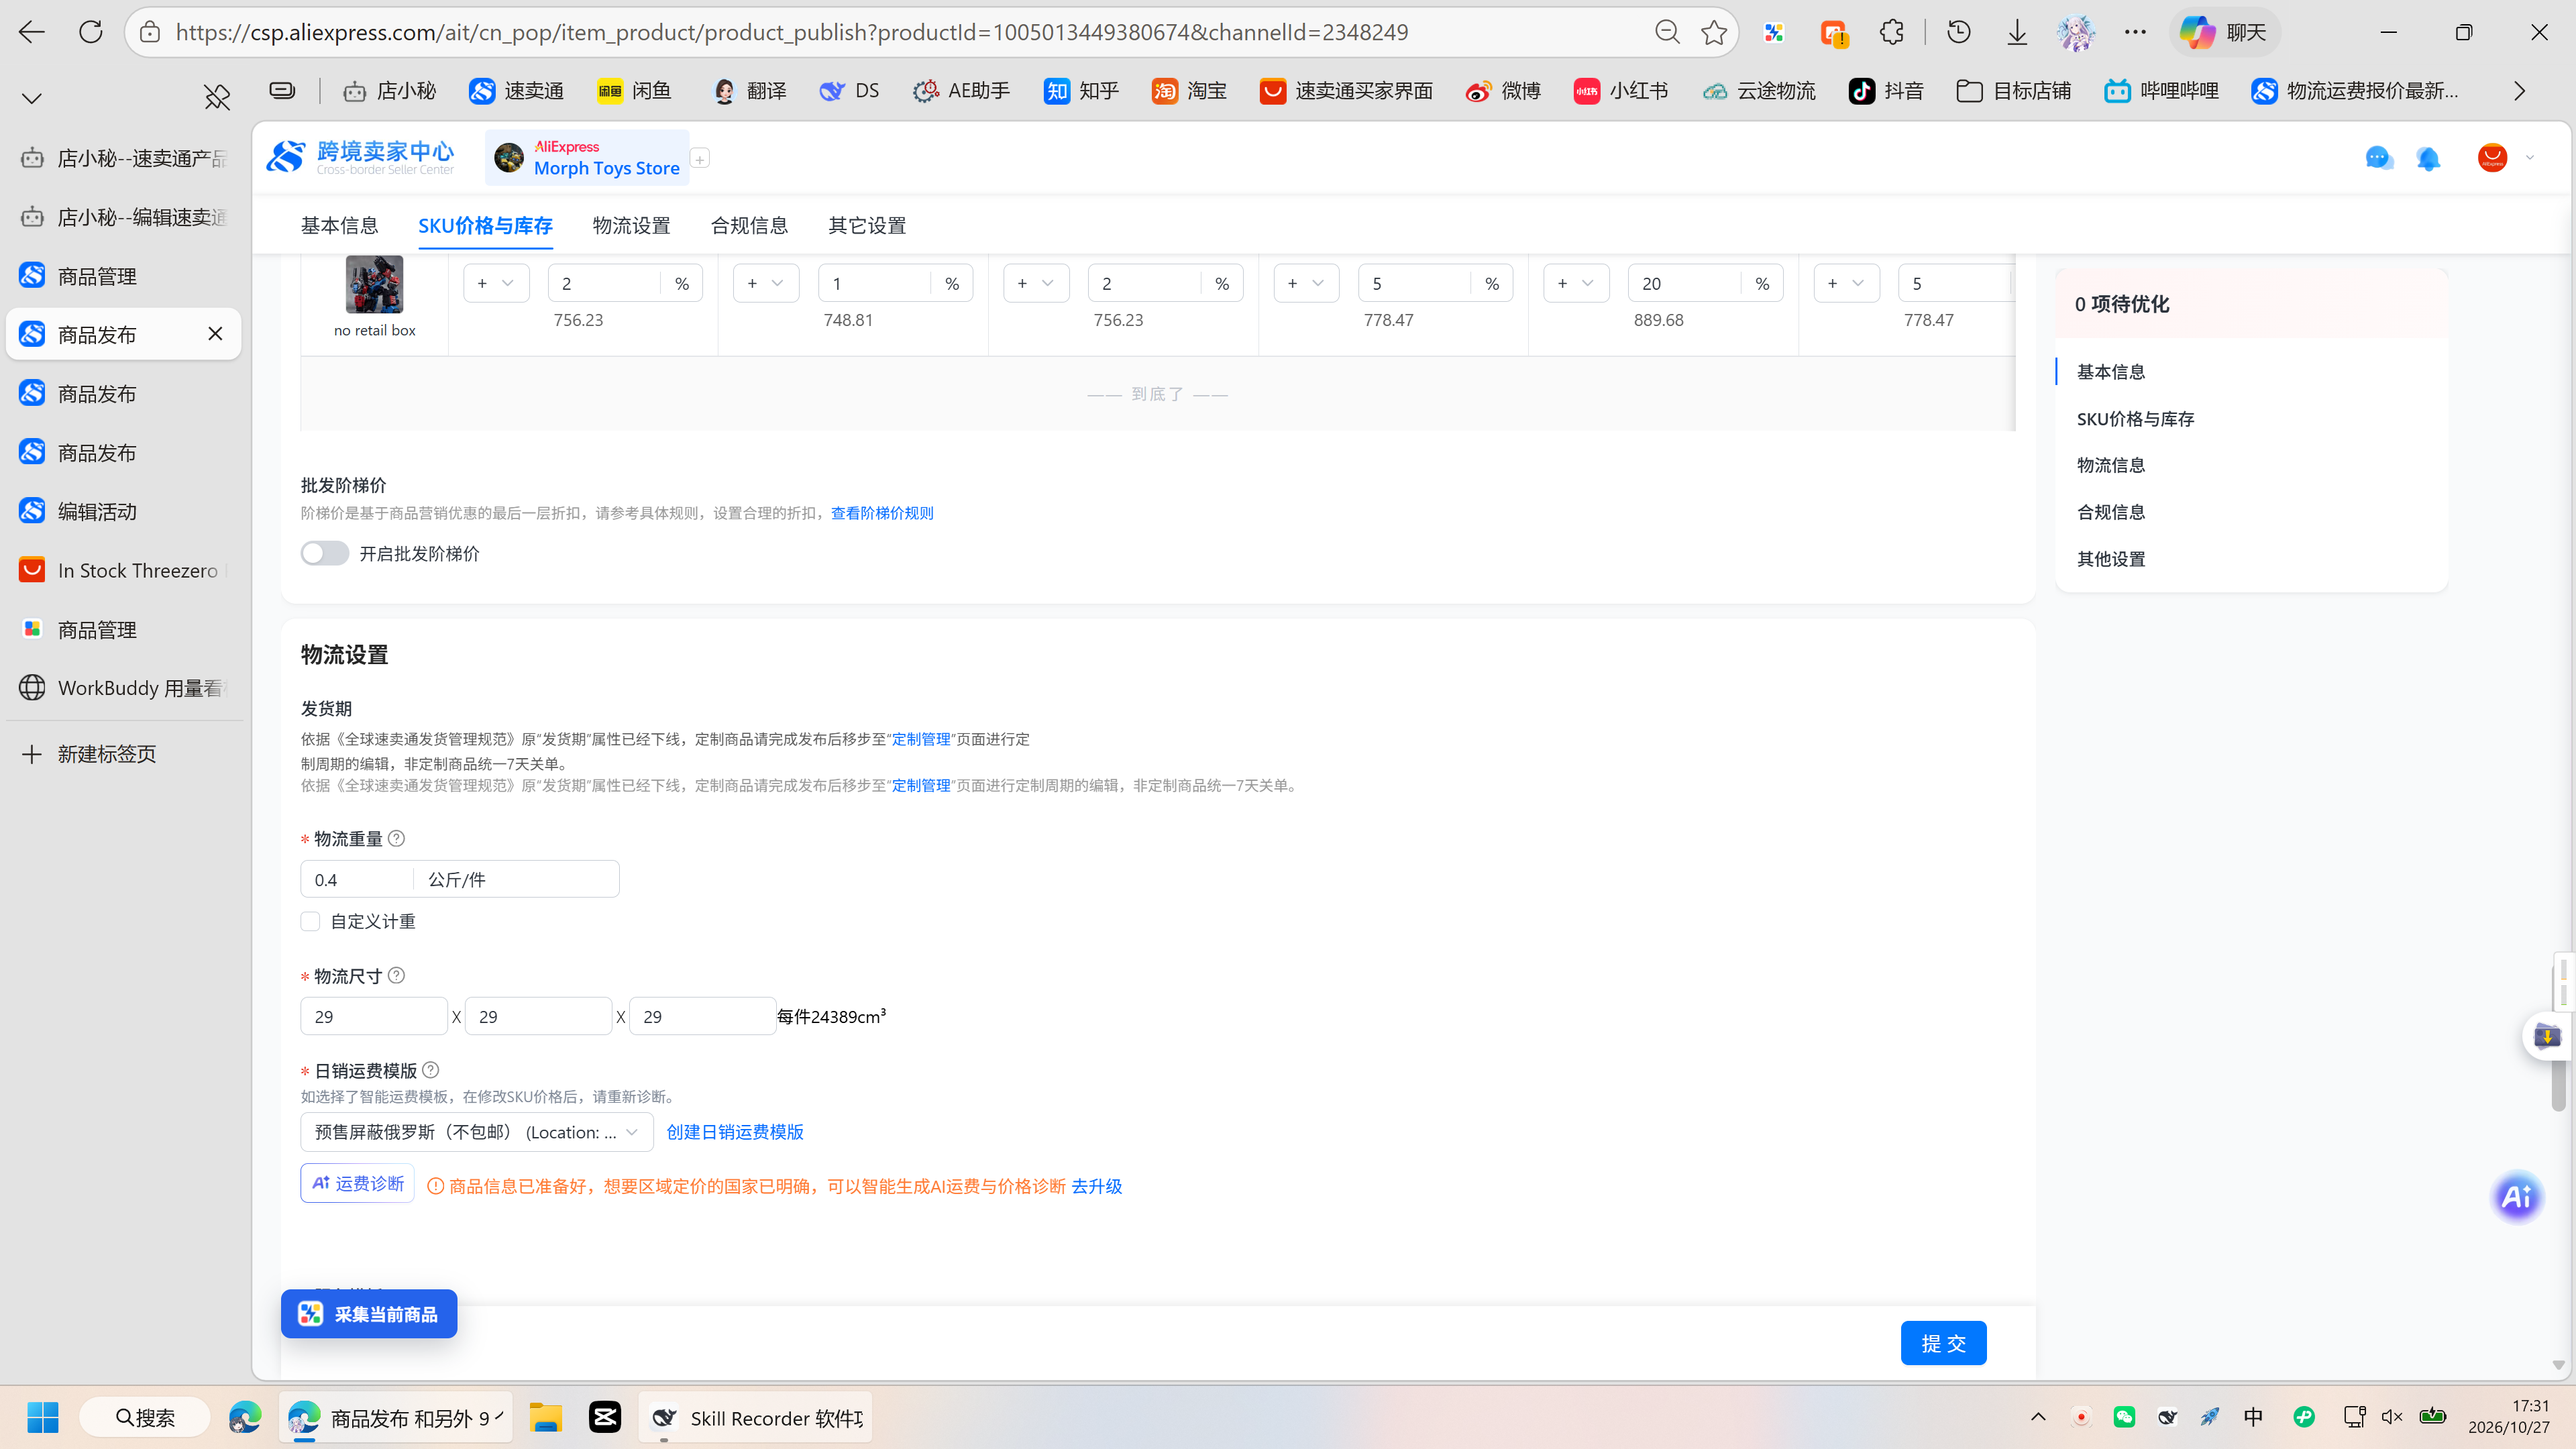 https://csp.aliexpress.com/ait/cn_pop/item_product/product_publish?productId=1005013449380674&channelId=2348249
聊天
店小秘
速卖通
闲鱼
翻译
DS
AE助手
知乎
淘宝
速卖通买家界面
微博
小红书
云途物流
抖音
目标店铺
哔哩哔哩
物流运费报价最新...
店小秘--速卖通产品
店小秘--编辑速卖通
商品管理
商品发布
商品发布
商品发布
编辑活动
In Stock Threezero
商品管理
WorkBuddy 用量看
新建标签页
跨境卖家中心
Cross-border Seller Center
AliExpress
Morph Toys Store
基本信息
SKU价格与库存
物流设置
合规信息
其它设置
no retail box
+ 2 %
756.23
+ 1 %
748.81
+ 2 %
756.23
+ 5 %
778.47
+ 20 %
889.68
+ 5
778.47
—— 到底了 ——
批发阶梯价
阶梯价是基于商品营销优惠的最后一层折扣，请参考具体规则，设置合理的折扣，查看阶梯价规则
开启批发阶梯价
物流设置
发货期
依据《全球速卖通发货管理规范》原“发货期”属性已经下线，定制商品请完成发布后移步至“定制管理”页面进行定
制周期的编辑，非定制商品统一7天关单。
依据《全球速卖通发货管理规范》原“发货期”属性已经下线，定制商品请完成发布后移步至“定制管理”页面进行定制周期的编辑，非定制商品统一7天关单。
* 物流重量
0.4 公斤/件
自定义计重
* 物流尺寸
29 X 29 X 29 每件24389cm³
* 日销运费模版
如选择了智能运费模板，在修改SKU价格后，请重新诊断。
预售屏蔽俄罗斯（不包邮） (Location: ...
创建日销运费模版
Ai 运费诊断
商品信息已准备好，想要区域定价的国家已明确，可以智能生成AI运费与价格诊断 去升级
采集当前商品
提 交
0 项待优化
基本信息
SKU价格与库存
物流信息
合规信息
其他设置
Ai
搜索
商品发布 和另外 9
Skill Recorder 软件
中
17:31
2026/10/27